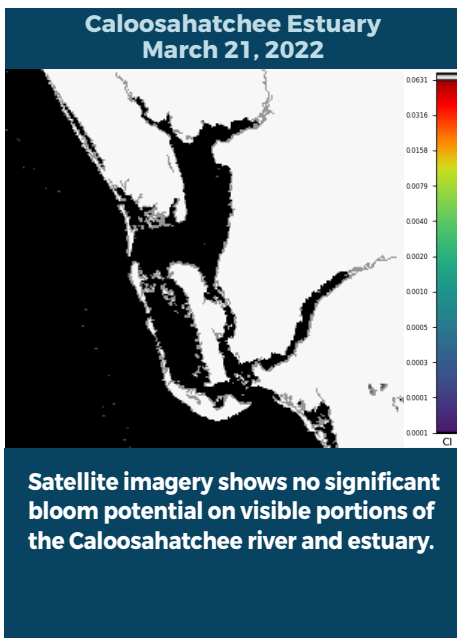 Caloosahatchee Estuary
March 21, 2022
0.0631
0.0316
0.0158
0.0079
0.0040
0.0020
0.0010
0.0005
0.0003
0.0001
0.0001
CI
Satellite imagery shows no significant
bloom potential on visible portions of
the Caloosahatchee river and estuary.